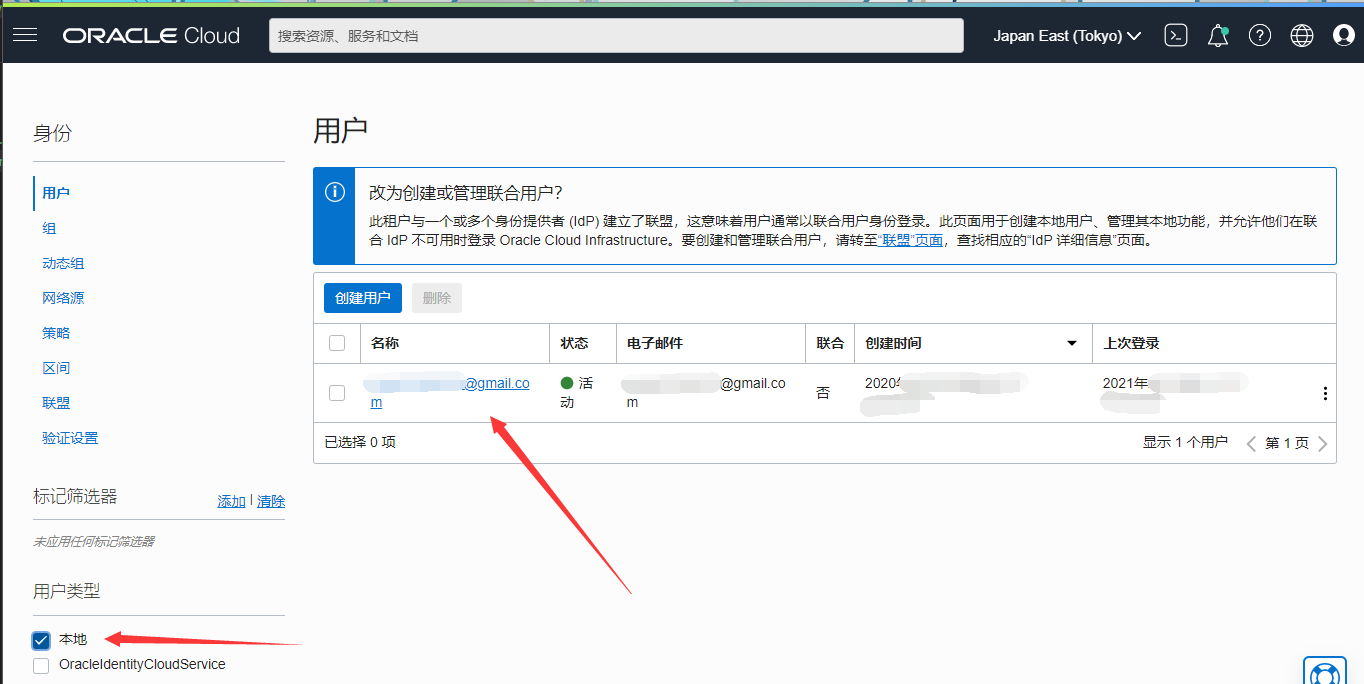 ORACLE Cloud
搜索资源、服务和文档
Japan East (Tokyo)
身份
用户
组
动态组
网络源
策略
区间
联盟
验证设置
标记筛选器
添加 | 清除
未应用任何标记筛选器
用户类型
本地
OracleIdentityCloudService
用户
改为创建或管理联合用户?
此租户与一个或多个身份提供者 (IdP) 建立了联盟，这意味着用户通常以联合用户身份登录。此页面用于创建本地用户、管理其本地功能，并允许他们在联
合 IdP 不可用时登录 Oracle Cloud Infrastructure。要创建和管理联合用户，请转至“联盟”页面，查找相应的“IdP 详细信息”页面。
创建用户 删除
名称 状态 电子邮件 联合 创建时间 上次登录
@gmail.co 活 @gmail.co 否 2020年 2021年
m 动 m
已选择 0 项 显示 1 个用户 第 1 页